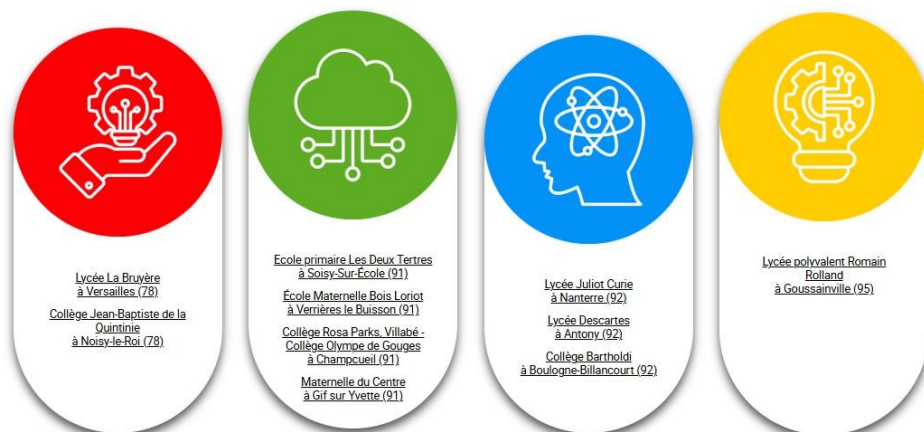 Lycée La Bruyère
à Versailles (78)
Collège Jean-Baptiste de la
Quintinie
à Noisy-le-Roi (78)
Ecole primaire Les Deux Tertres
à Soisy-Sur-École (91)
École Maternelle Bois Loriot
à Verrières le Buisson (91)
Collège Rosa Parks, Villabé -
Collège Olympe de Gouges
à Champcueil (91)
Maternelle du Centre
à Gif sur Yvette (91)
Lycée Juliot Curie
à Nanterre (92)
Lycée Descartes
à Antony (92)
Collège Bartholdi
à Boulogne-Billancourt (92)
Lycée polyvalent Romain
Rolland
à Goussainville (95)